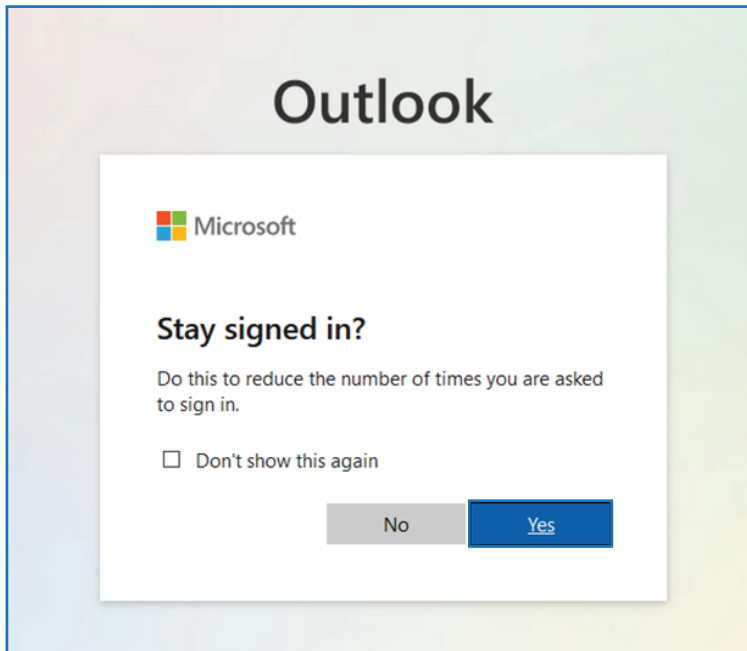 Outlook
Microsoft
Stay signed in?
Do this to reduce the number of times you are asked
to sign in.
Don't show this again
No
Yes